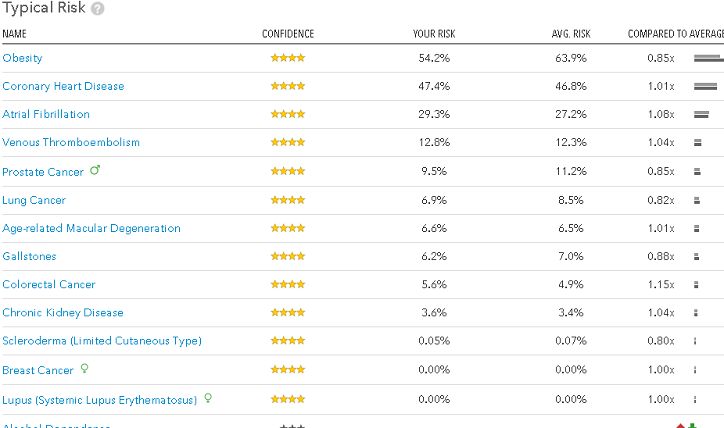 Typical Risk ?
NAME CONFIDENCE YOUR RISK AVG. RISK COMPARED TO AVERAGE
Obesity 54.2% 63.9% 0.85x
Coronary Heart Disease 47.4% 46.8% 1.01x
Atrial Fibrillation 29.3% 27.2% 1.08x
Venous Thromboembolism 12.8% 12.3% 1.04x
Prostate Cancer ♂ 9.5% 11.2% 0.85x
Lung Cancer 6.9% 8.5% 0.82x
Age-related Macular Degeneration 6.6% 6.5% 1.01x
Gallstones 6.2% 7.0% 0.88x
Colorectal Cancer 5.6% 4.9% 1.15x
Chronic Kidney Disease 3.6% 3.4% 1.04x
Scleroderma (Limited Cutaneous Type) 0.05% 0.07% 0.80x
Breast Cancer ♀ 0.00% 0.00% 1.00x
Lupus (Systemic Lupus Erythematosus) ♀ 0.00% 0.00% 1.00x
Alcohol Dependence